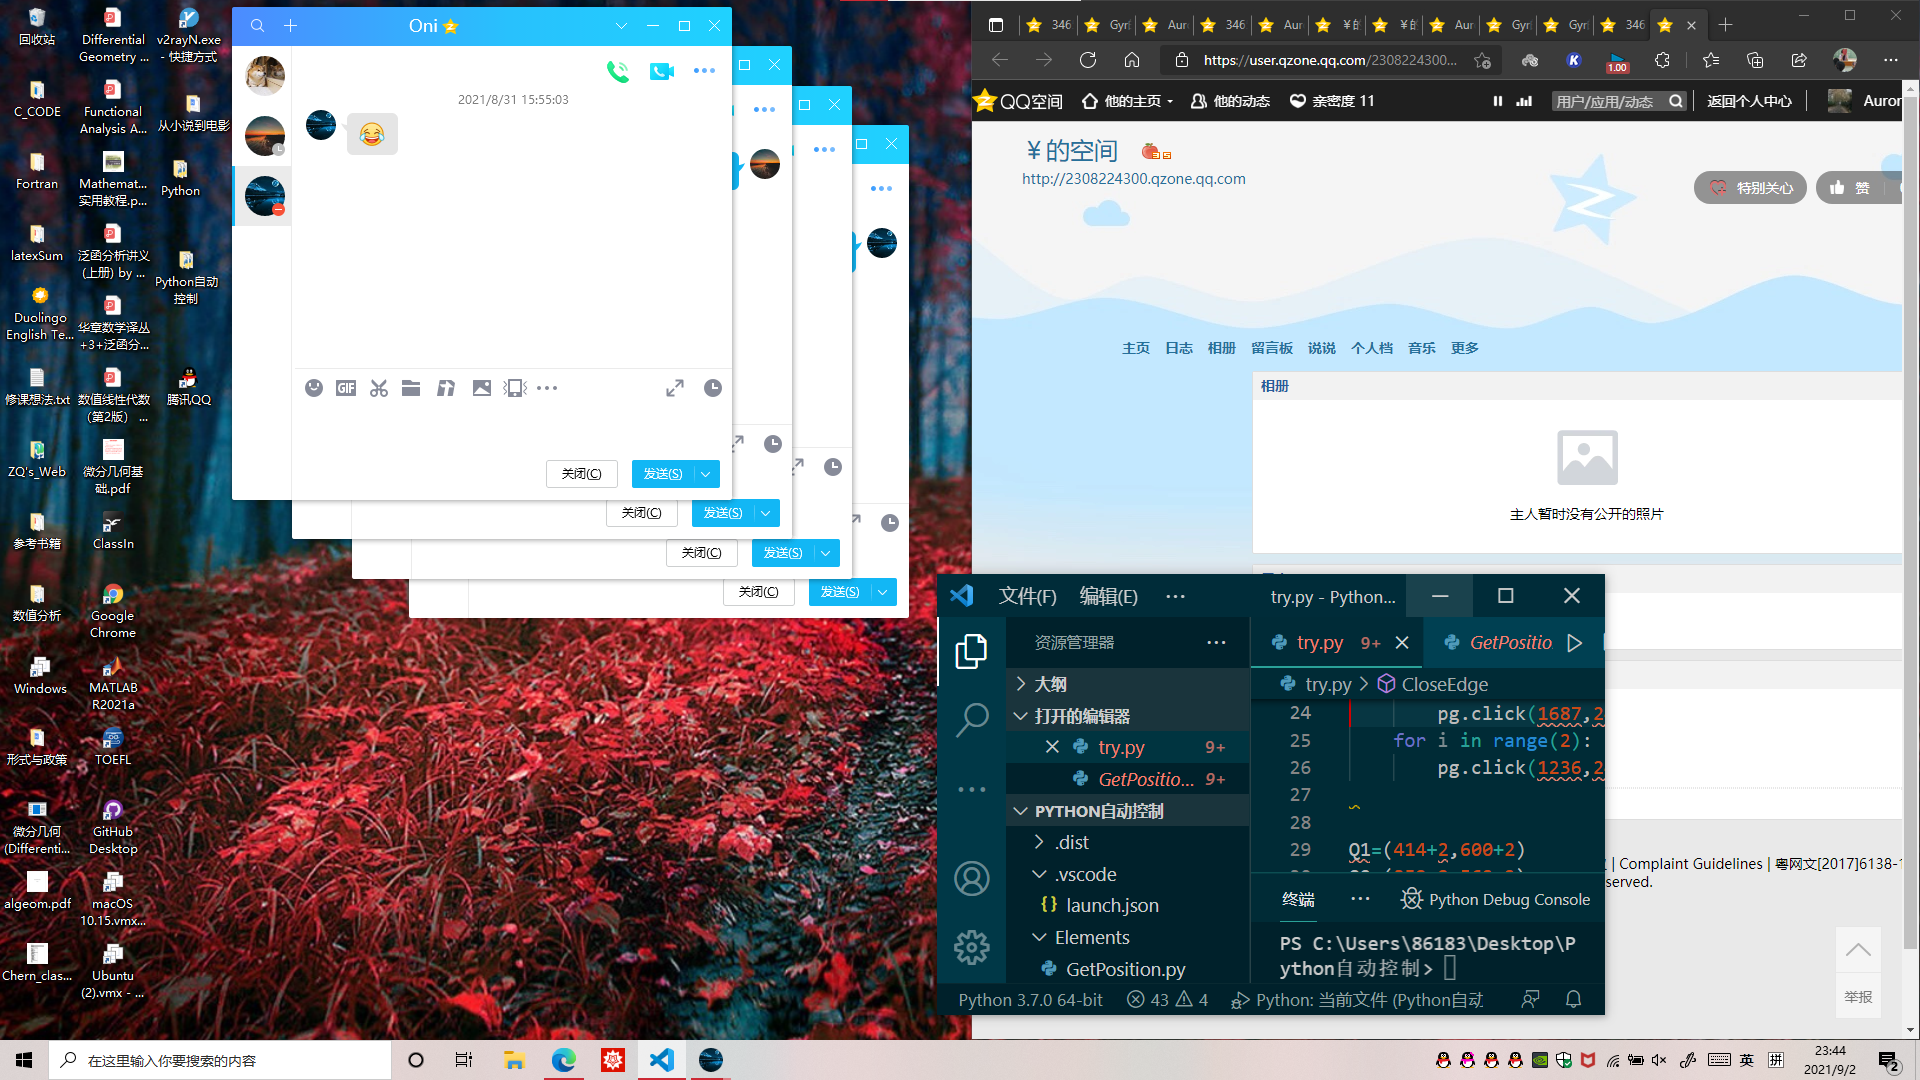 回收站
C_CODE
Fortran
latexSum
Duolingo
English Te...
修课想法.txt
ZQ's_Web
参考书籍
数值分析
Windows
形式与政策
微分几何
(Differenti...
algeom.pdf
Chern_clas...
Differential
Geometry ...
Functional
Analysis A...
Mathemat...
实用教程.p...
泛函分析讲义
(上册) by ...
华章数学译丛
+3+泛函分...
数值线性代数
(第2版) ...
微分几何基
础.pdf
ClassIn
Google
Chrome
MATLAB
R2021a
TOEFL
GitHub
Desktop
macOS
10.15.vmx...
Ubuntu
(2).vmx - ...
v2rayN.exe
- 快捷方式
从小说到电影
Python
Python自动
控制
腾讯QQ
Oni
2021/8/31 15:55:03
GIF
关闭(C)
发送(S)
关闭(C)
发送(S)
关闭(C)
发送(S)
关闭(C)
发送(S)
346
Gyr
Aur
346
Aur
¥的
¥的
Aur
Gyr
Gyr
346
https://user.qzone.qq.com/2308224300...
1.00
QQ空间
他的主页
他的动态
亲密度 11
用户/应用/动态
返回个人中心
Auror
¥的空间
http://2308224300.qzone.qq.com
特别关心
赞
主页 日志 相册 留言板 说说 个人档 音乐 更多
相册
主人暂时没有公开的照片
| Complaint Guidelines | 粤网文[2017]6138-1
served.
举报
文件(F) 编辑(E) ···
try.py - Python...
资源管理器
大纲
打开的编辑器
try.py 9+
GetPositio... 9+
PYTHON自动控制
.dist
.vscode
launch.json
Elements
GetPosition.py
try.py 9+
GetPositio
try.py > CloseEdge
24 pg.click(1687,2
25 for i in range(2):
26 pg.click(1236,2
27
28
29 Q1=(414+2,600+2)
终端
Python Debug Console
PS C:\Users\86183\Desktop\P
ython自动控制>
Python 3.7.0 64-bit
43
4
Python: 当前文件 (Python自动
在这里输入你要搜索的内容
英
拼
23:44
2021/9/2
2